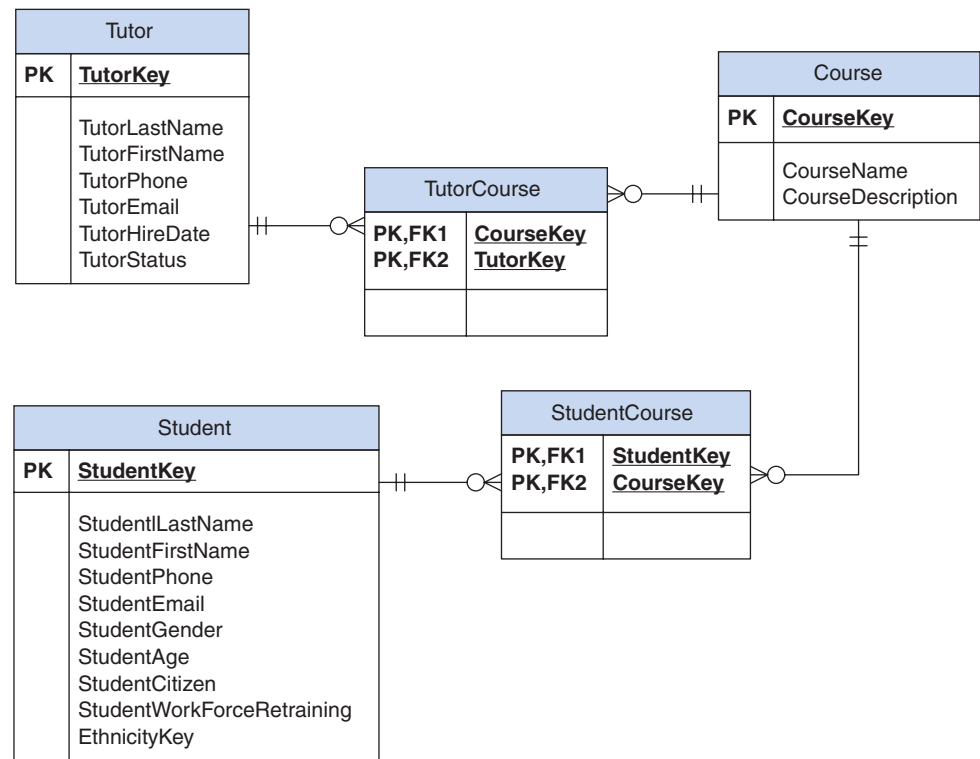 Tutor
PK TutorKey
TutorLastName
TutorFirstName
TutorPhone
TutorEmail
TutorHireDate
TutorStatus
TutorCourse
PK,FK1 CourseKey
PK,FK2 TutorKey
Course
PK CourseKey
CourseName
CourseDescription
Student
PK StudentKey
StudentlLastName
StudentFirstName
StudentPhone
StudentEmail
StudentGender
StudentAge
StudentCitizen
StudentWorkForceRetraining
EthnicityKey
StudentCourse
PK,FK1 StudentKey
PK,FK2 CourseKey